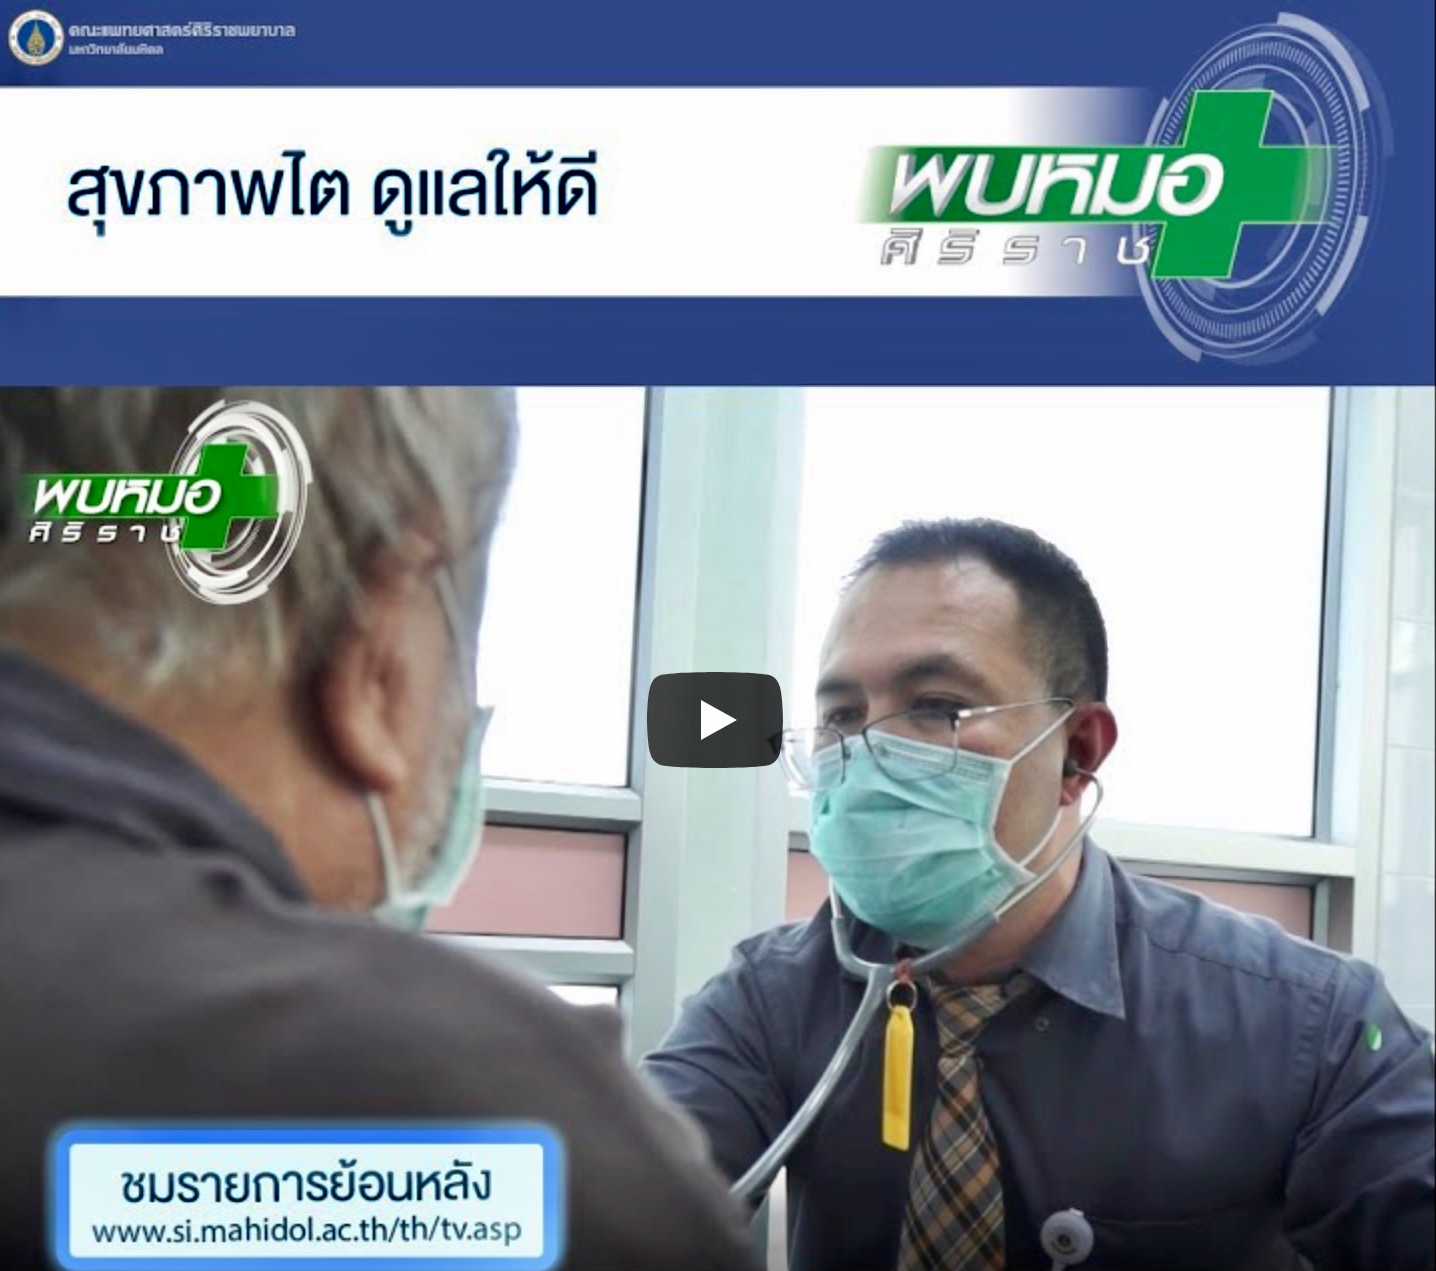 คณะแพทยศาสตร์ศิริราชพยาบาล
มหาวิทยาลัยมหิดล
สุขภาพไต ดูแลให้ดี
พบหมอ
ศิริราช
พบหมอ
ศิริราช
ชมรายการย้อนหลัง
www.si.mahidol.ac.th/th/tv.asp